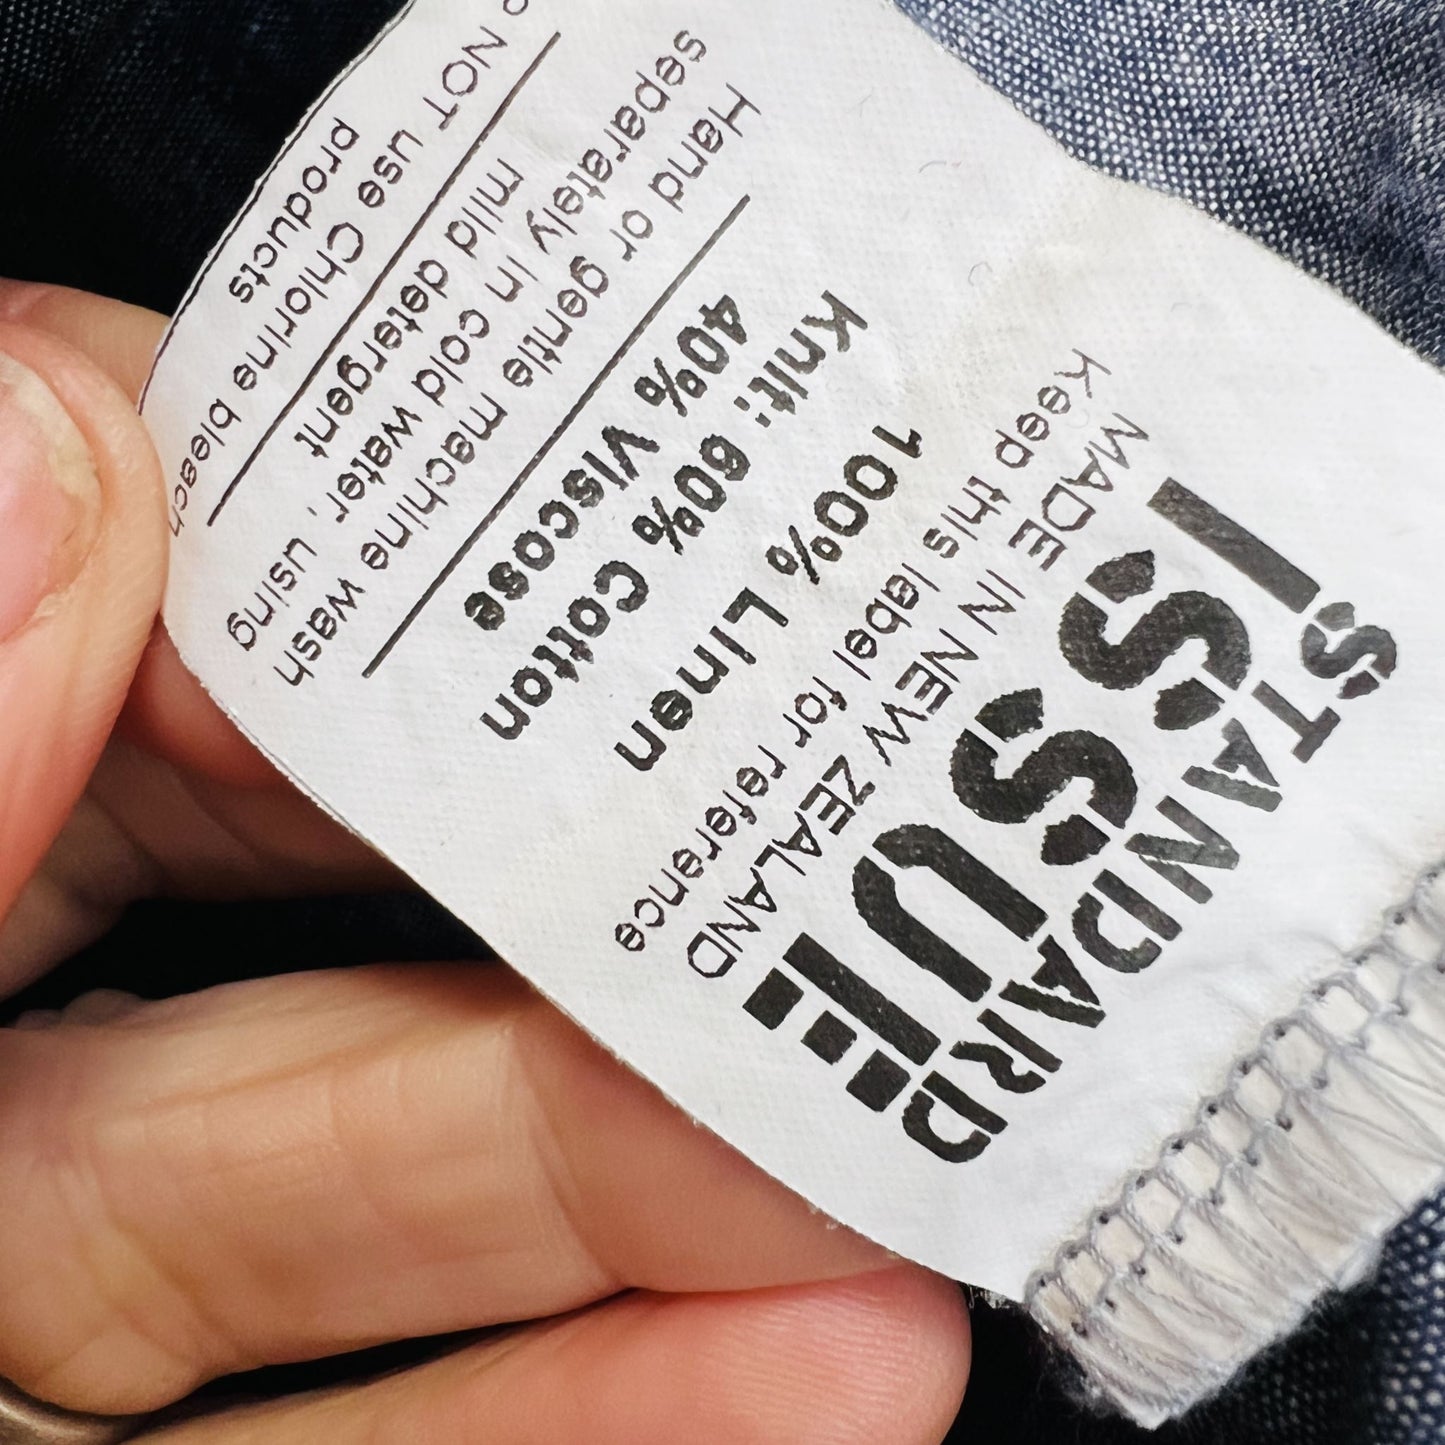 STANDARD
ISSUE
MADE IN NEW ZEALAND
Keep this label for reference
100% Linen
Knit: 60% Cotton
40% Viscose
Hand or gentle machine wash
separately in cold water, using
mild detergent
NOT use Chlorine bleach
products